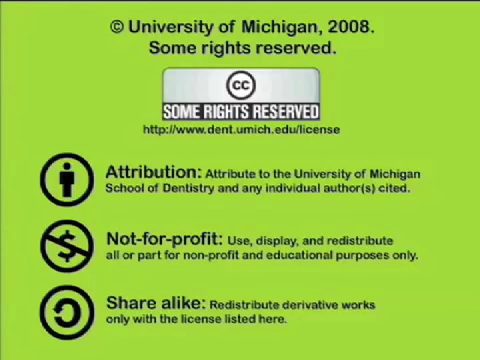 © University of Michigan, 2008.
Some rights reserved.
cc
SOME RIGHTS RESERVED
http://www.dent.umich.edu/license
Attribution: Attribute to the University of Michigan
School of Dentistry and any individual author(s) cited.
$
Not-for-profit: Use, display, and redistribute
all or part for non-profit and educational purposes only.
Share alike: Redistribute derivative works
only with the license listed here.